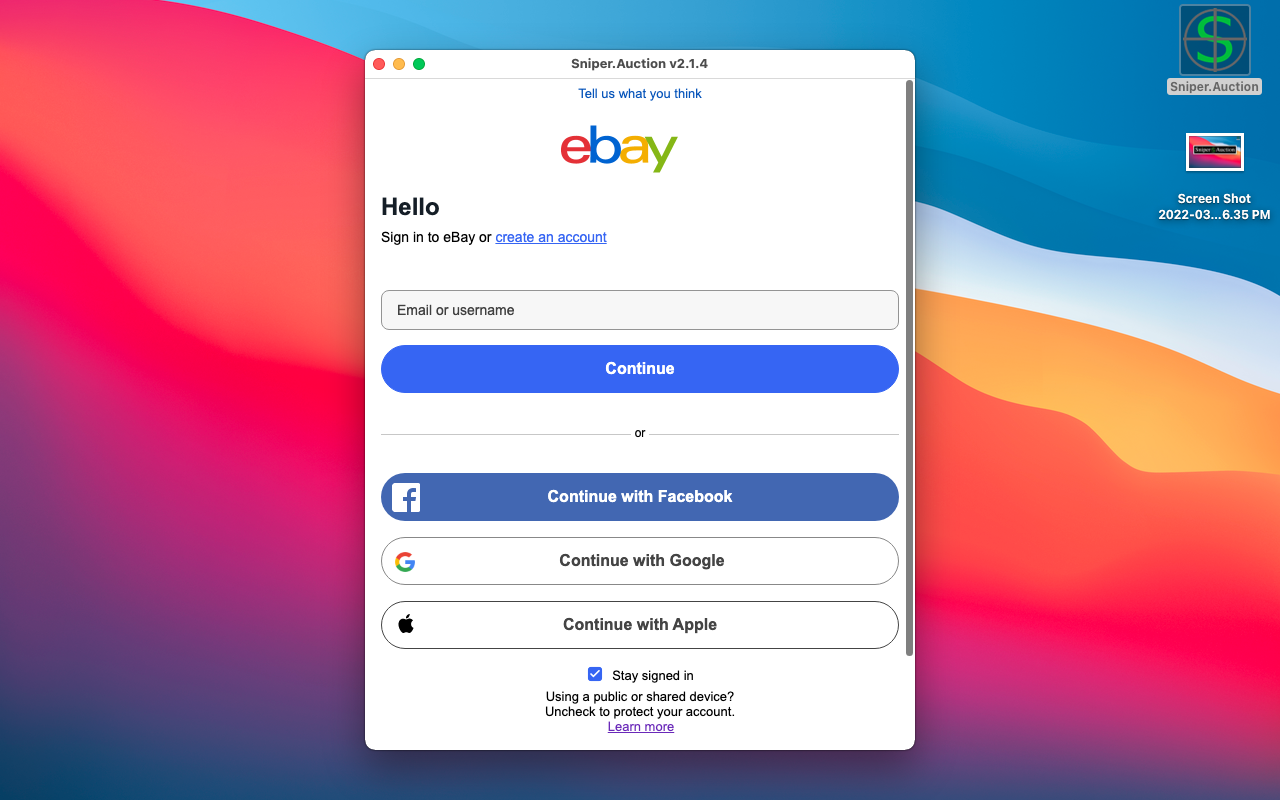 Sniper.Auction v2.1.4
Tell us what you think
ebay
Hello
Sign in to eBay or create an account
Email or username
Continue
or
Continue with Facebook
Continue with Google
Continue with Apple
Stay signed in
Using a public or shared device?
Uncheck to protect your account.
Learn more
Sniper.Auction
Sniper Auction
Screen Shot
2022-03...6.35 PM